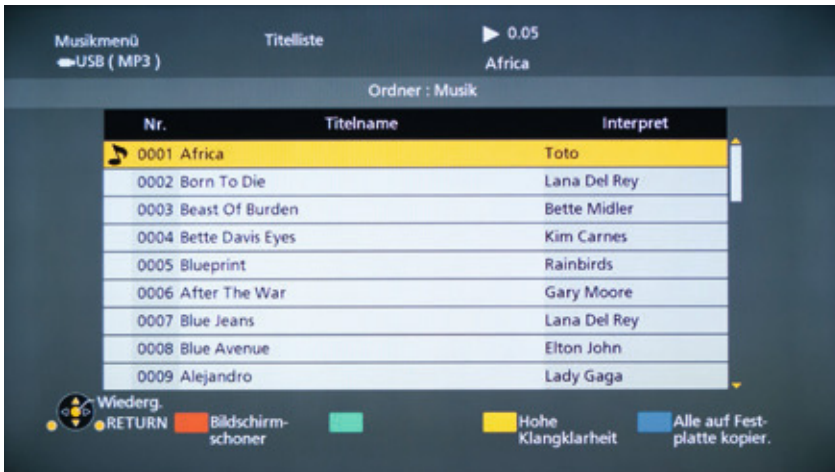 Musikmenü Titelliste ▶ 0.05
USB ( MP3 ) Africa
Ordner : Musik
Nr. Titelname Interpret
0001 Africa Toto
0002 Born To Die Lana Del Rey
0003 Beast Of Burden Bette Midler
0004 Bette Davis Eyes Kim Carnes
0005 Blueprint Rainbirds
0006 After The War Gary Moore
0007 Blue Jeans Lana Del Rey
0008 Blue Avenue Elton John
0009 Alejandro Lady Gaga
Wiederg.
RETURN
Bildschirm-
schoner
Hohe
Klangklarheit
Alle auf Fest-
platte kopier.